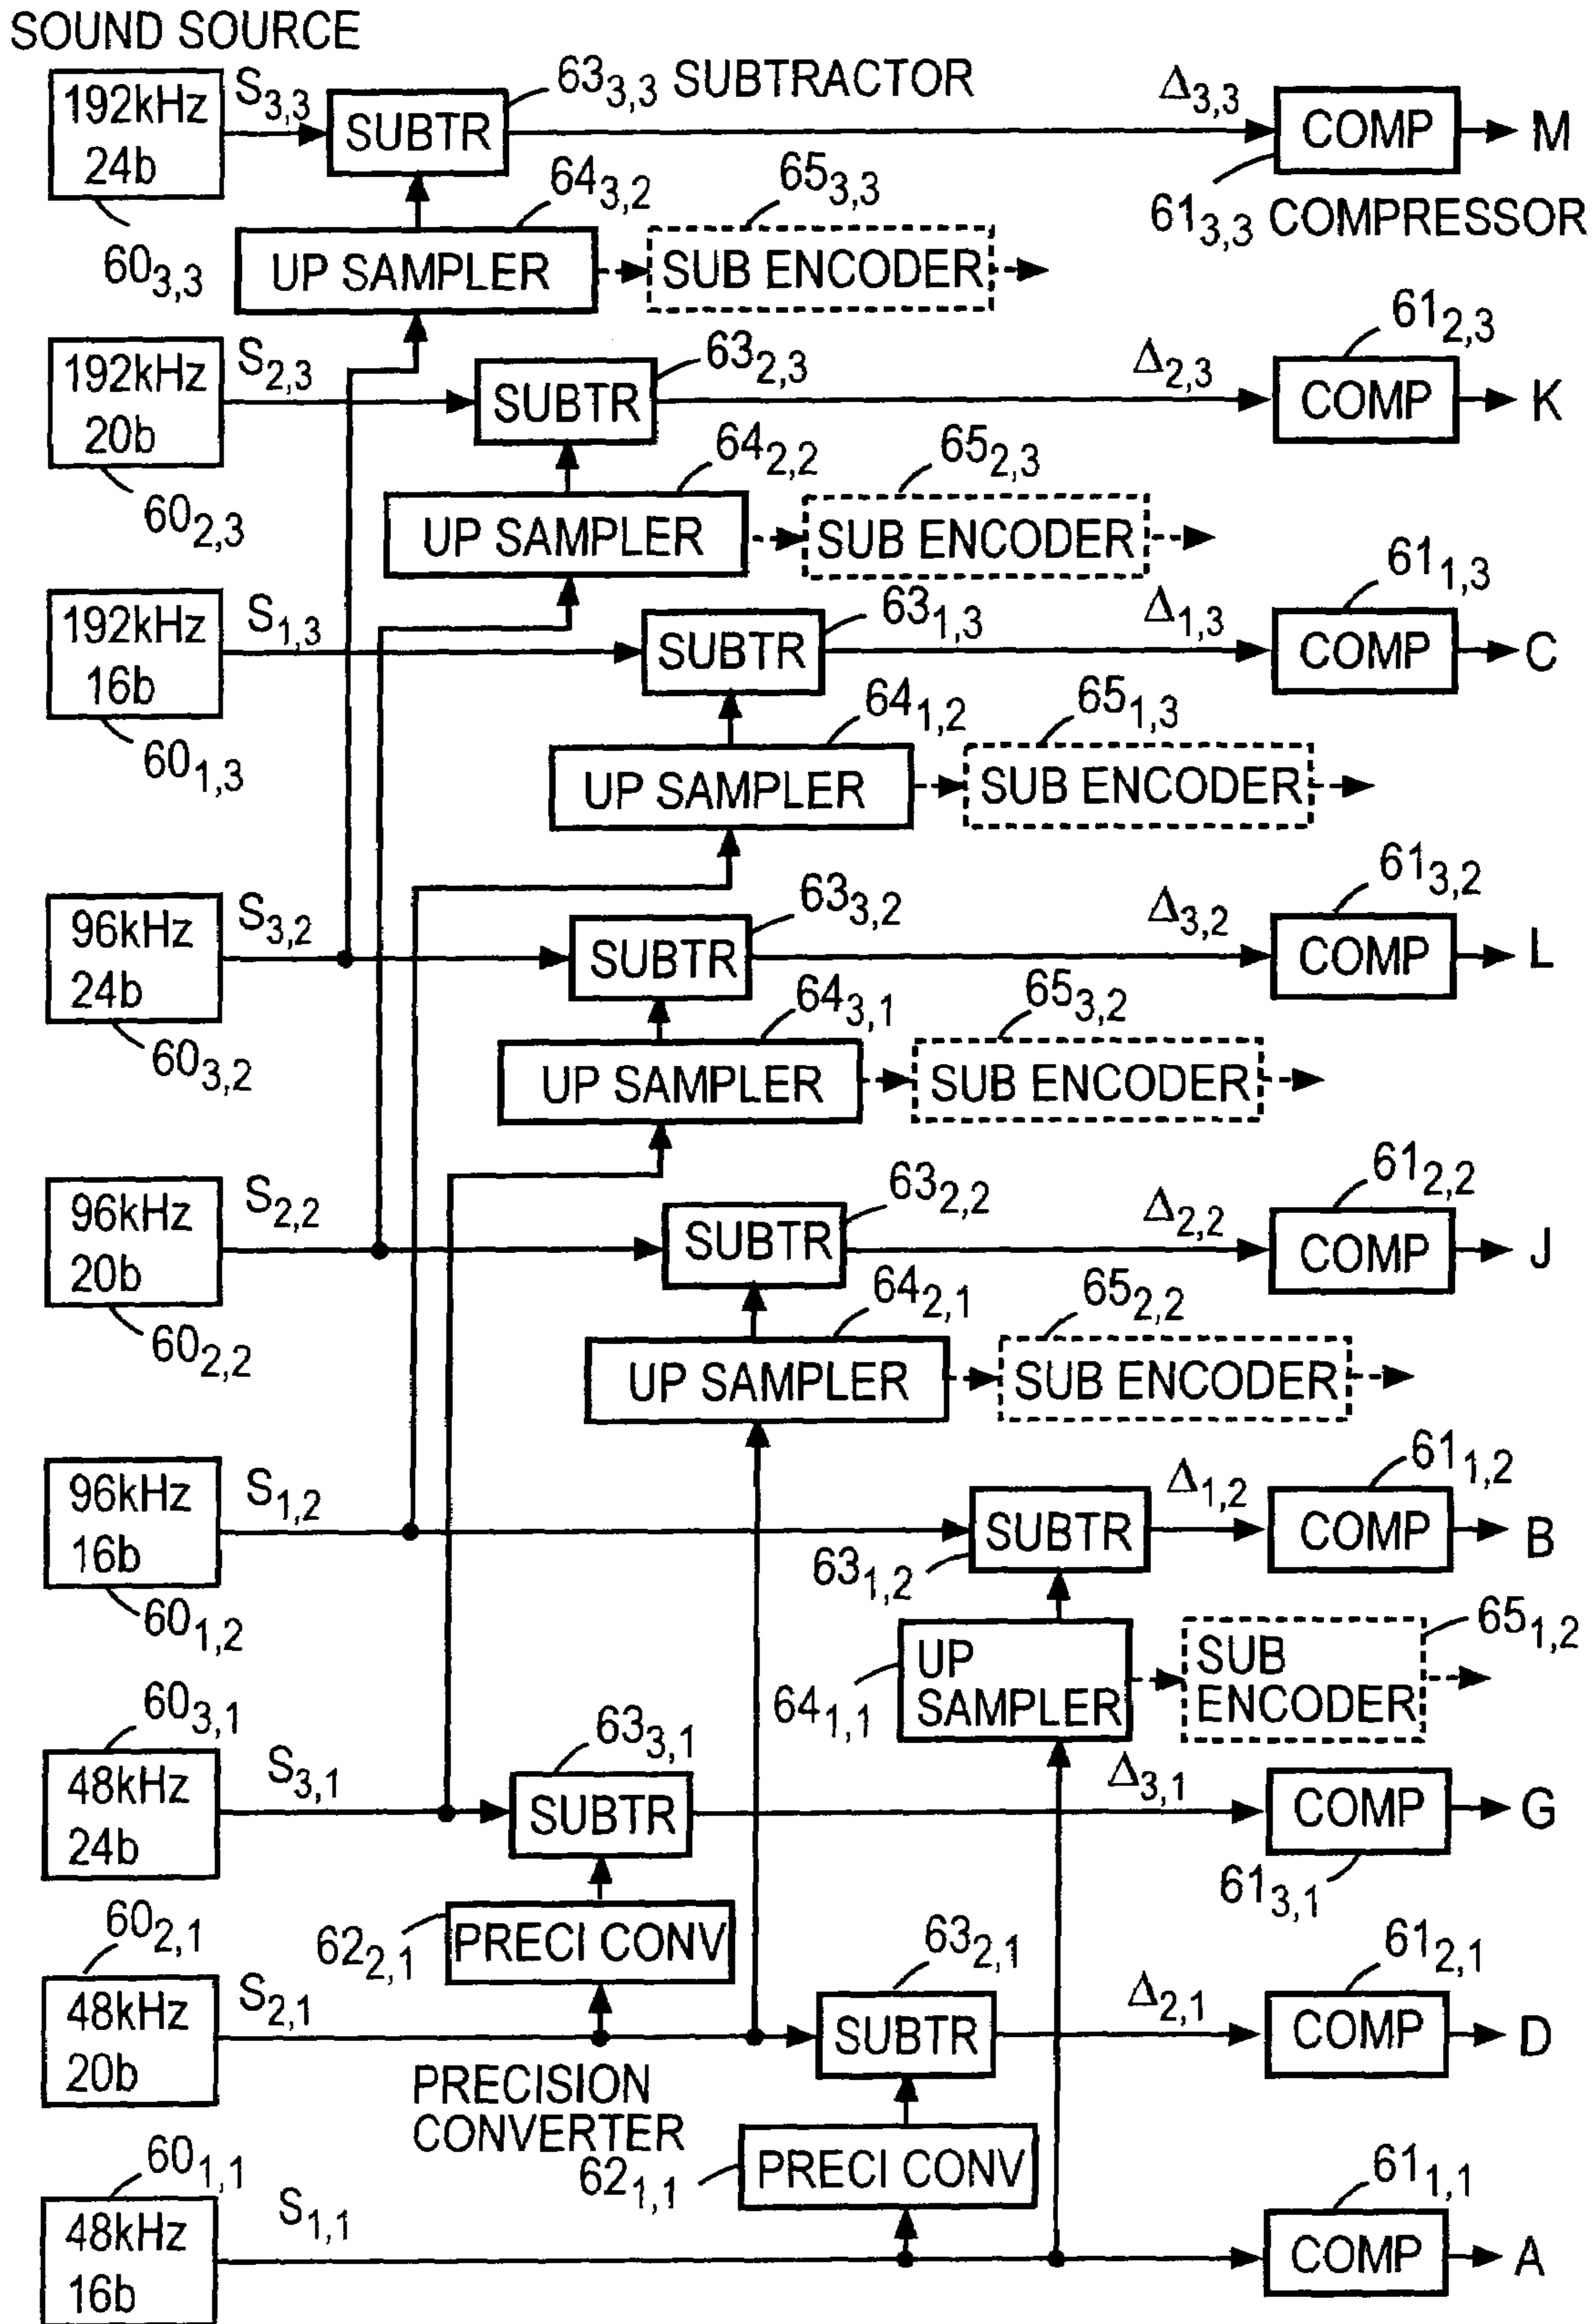 SOUND SOURCE
192kHz
24b
S3,3
SUBTR
633,3 SUBTRACTOR
Δ3,3
COMP
M
613,3 COMPRESSOR
603,3
UP SAMPLER
643,2
SUB ENCODER
653,3
192kHz
20b
S2,3
SUBTR
632,3
Δ2,3
COMP
612,3
K
602,3
UP SAMPLER
642,2
SUB ENCODER
652,3
192kHz
16b
S1,3
SUBTR
631,3
Δ1,3
COMP
611,3
C
601,3
UP SAMPLER
641,2
SUB ENCODER
651,3
96kHz
24b
S3,2
SUBTR
633,2
Δ3,2
COMP
613,2
L
603,2
UP SAMPLER
643,1
SUB ENCODER
653,2
96kHz
20b
S2,2
SUBTR
632,2
Δ2,2
COMP
612,2
J
602,2
UP SAMPLER
642,1
SUB ENCODER
652,2
96kHz
16b
S1,2
SUBTR
631,2
Δ1,2
COMP
611,2
B
601,2
UP
SAMPLER
641,1
SUB
ENCODER
651,2
603,1
48kHz
24b
S3,1
SUBTR
633,1
Δ3,1
COMP
613,1
G
622,1
PRECI CONV
602,1
48kHz
20b
S2,1
SUBTR
632,1
Δ2,1
COMP
612,1
D
PRECISION
CONVERTER
621,1
PRECI CONV
601,1
48kHz
16b
S1,1
COMP
611,1
A